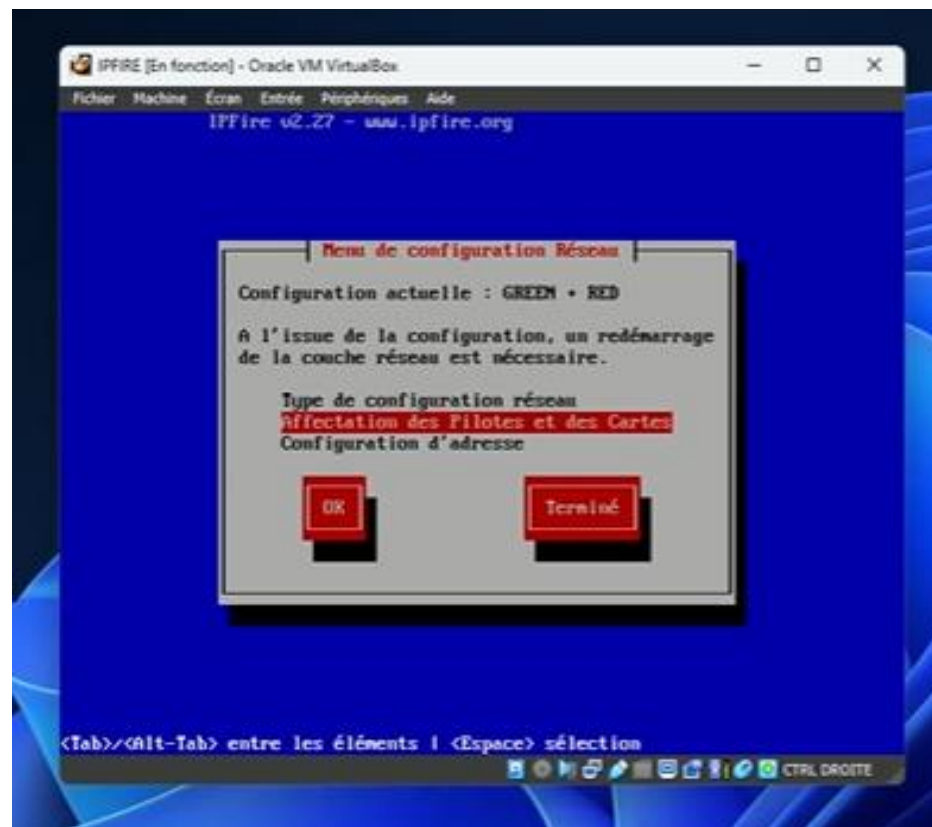 IPFIRE [En fonction] - Oracle VM VirtualBox
Fichier Machine Écran Entrée Périphériques Aide
IPFire v2.27 - www.ipfire.org
Menu de configuration Réseau
Configuration actuelle : GREEN + RED
A l'issue de la configuration, un redémarrage
de la couche réseau est nécessaire.
Type de configuration réseau
Affectation des Pilotes et des Cartes
Configuration d'adresse
OK Terminé
<Tab>/<Alt-Tab> entre les éléments | <Espace> sélection
CTRL DROITE